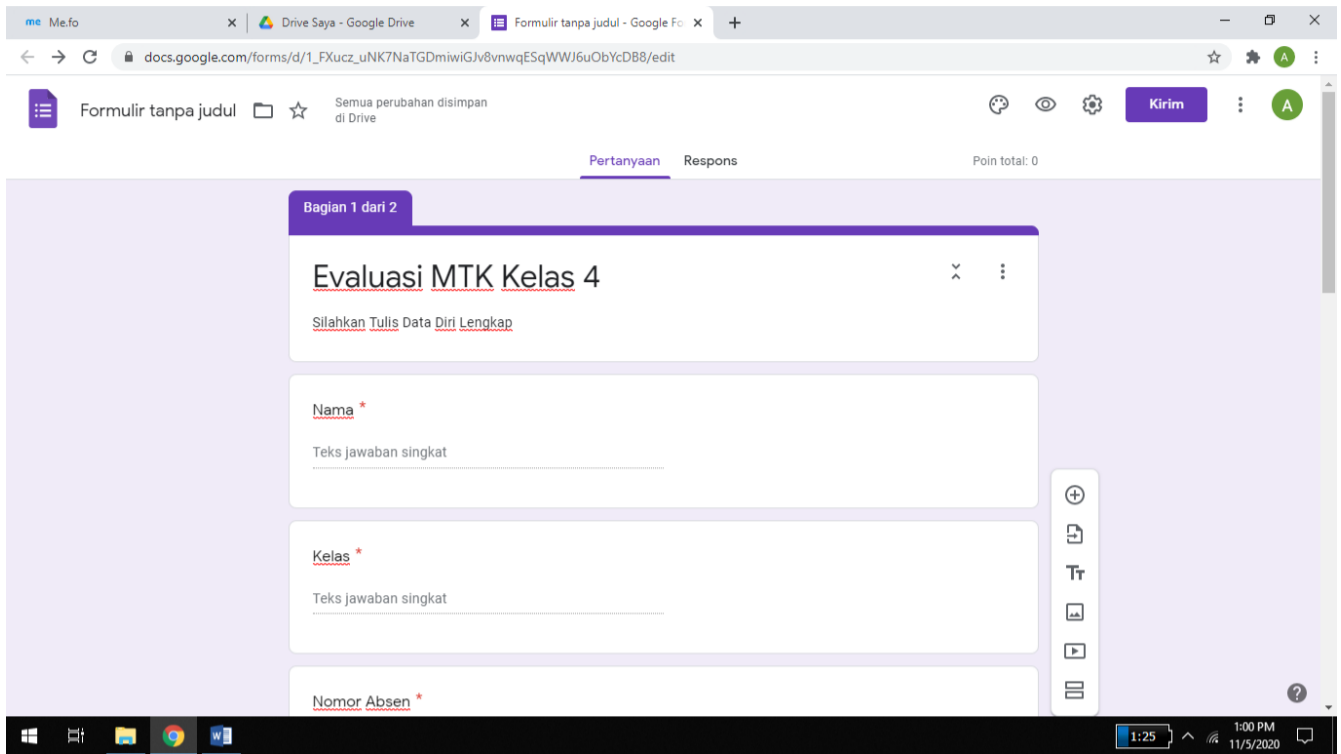 me Me.fo
Drive Saya - Google Drive
Formulir tanpa judul - Google Fo
docs.google.com/forms/d/1_FXucz_uNK7NaTGDmiwiGJv8vnwqESqWWJ6uObYcDB8/edit
A
Formulir tanpa judul
Semua perubahan disimpan
di Drive
Kirim
A
Pertanyaan
Respons
Poin total: 0
Bagian 1 dari 2
Evaluasi MTK Kelas 4
Silahkan Tulis Data Diri Lengkap
Nama *
Teks jawaban singkat
Kelas *
Teks jawaban singkat
Nomor Absen *
Tт
W
1:25
1:00 PM
11/5/2020